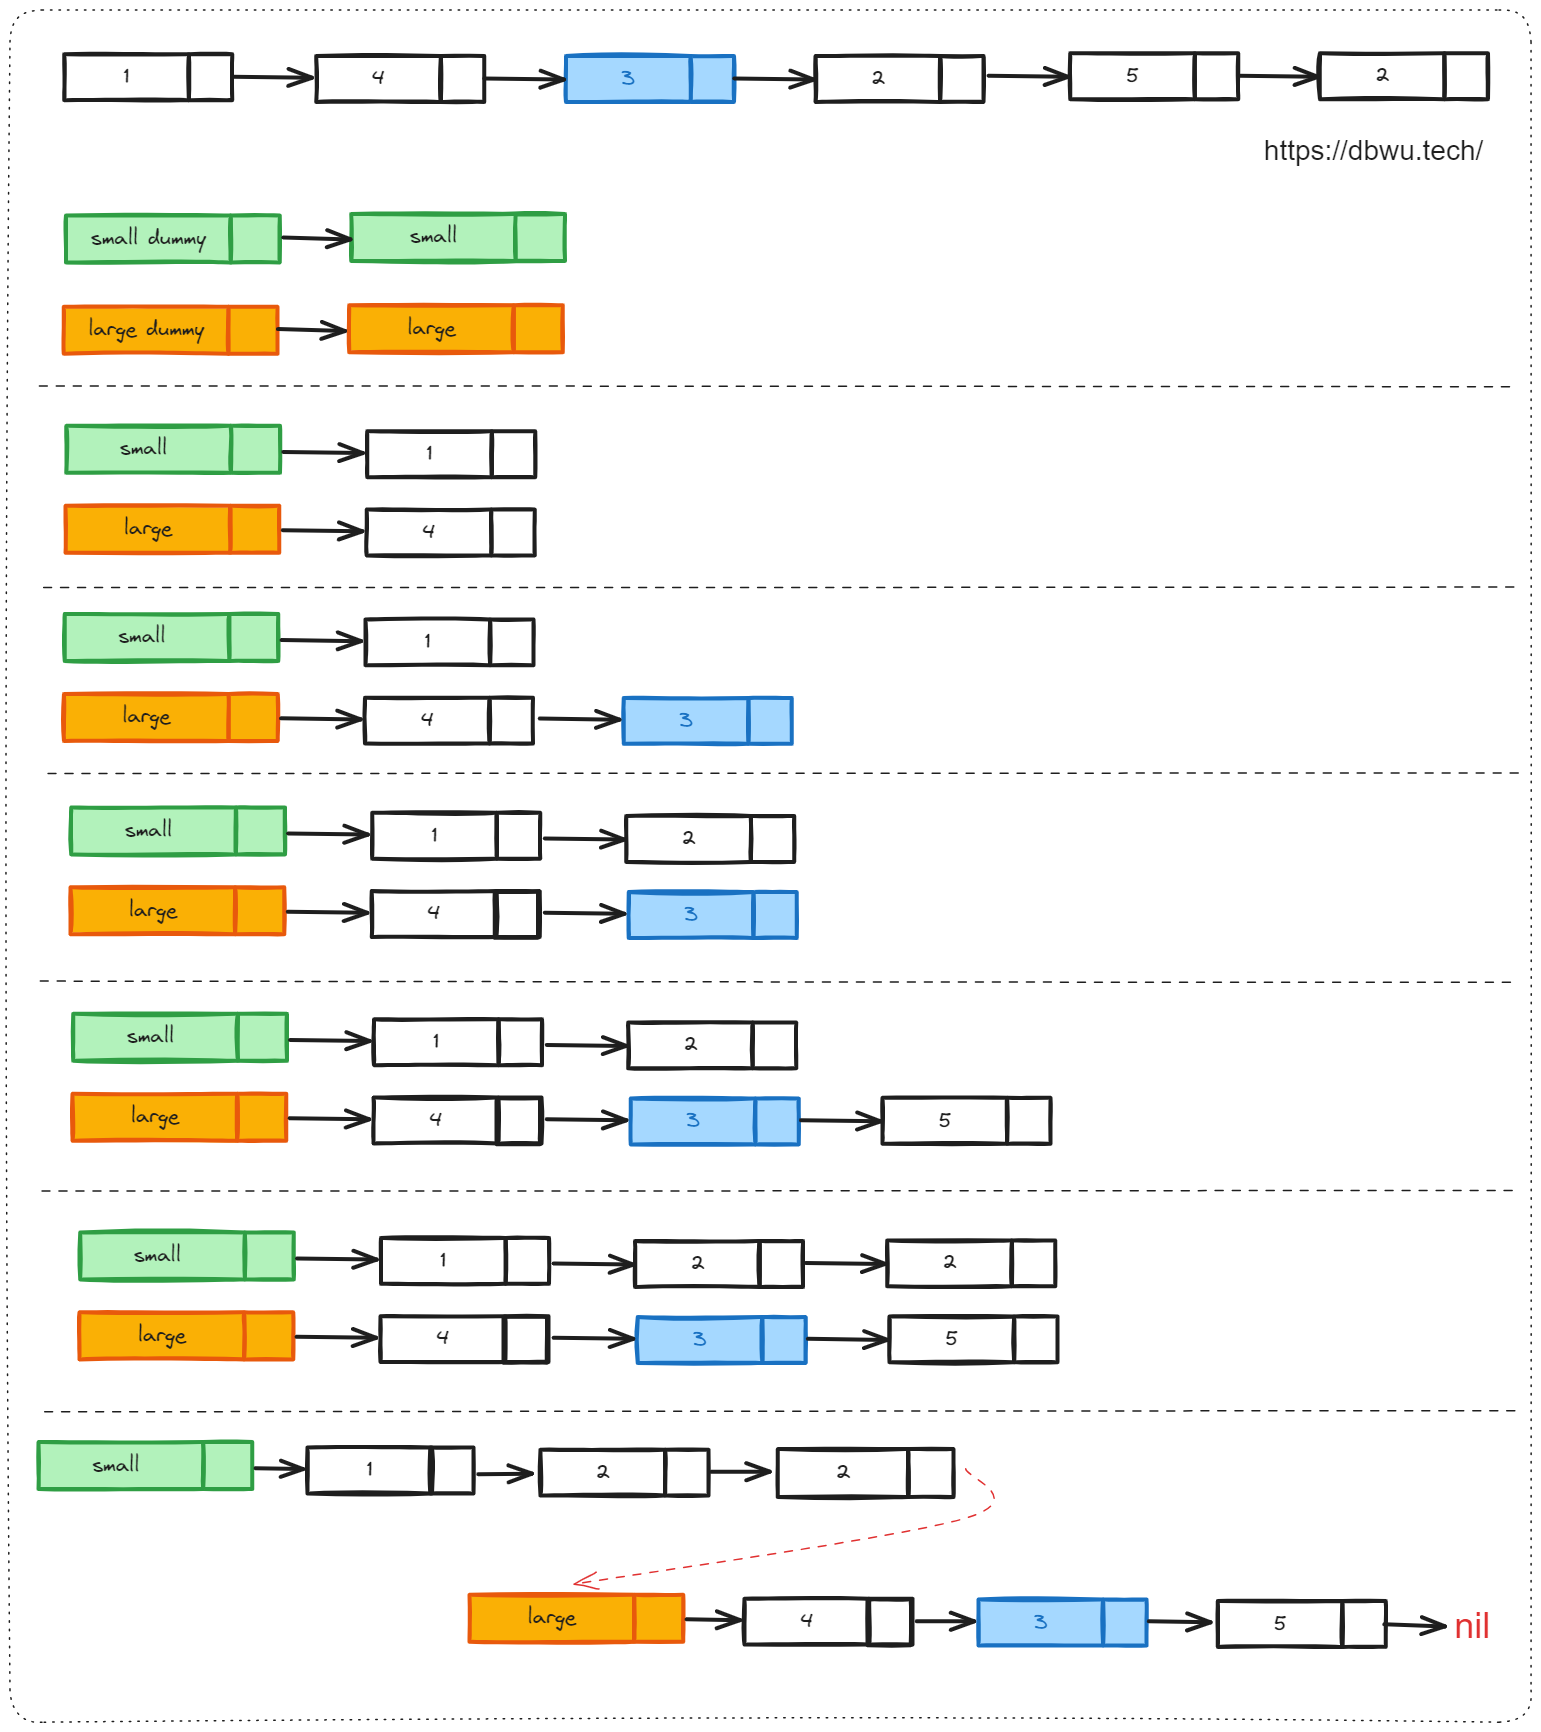 1 4 3 2 5 2
https://dbwu.tech/
small dummy small
large dummy large
small 1
large 4
small 1
large 4 3
small 1 2
large 4 3
small 1 2
large 4 3 5
small 1 2 2
large 4 3 5
small 1 2 2
large 4 3 5 nil